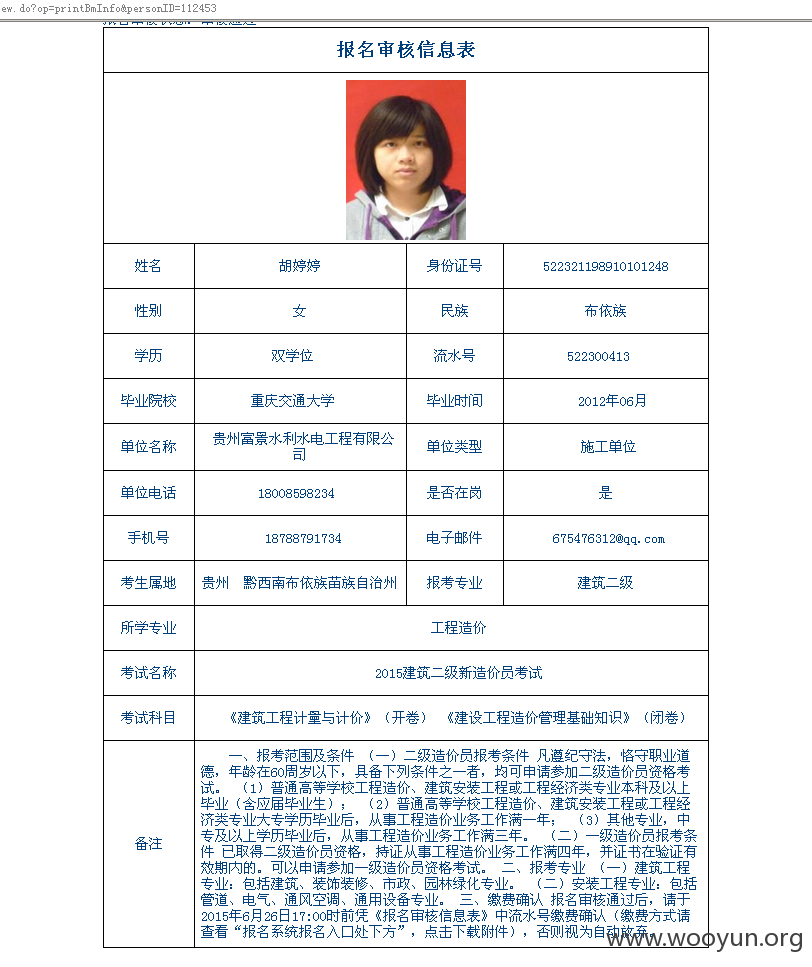 ew.do?op=printBmInfo&personID=112453
报名审核信息表
姓名 胡婷婷 身份证号 522321198910101248
性别 女 民族 布依族
学历 双学位 流水号 522300413
毕业院校 重庆交通大学 毕业时间 2012年06月
单位名称 贵州富景水利水电工程有限公
司 单位类型 施工单位
单位电话 18008598234 是否在岗 是
手机号 18788791734 电子邮件 675476312@qq.com
考生属地 贵州 黔西南布依族苗族自治州 报考专业 建筑二级
所学专业 工程造价
考试名称 2015建筑二级新造价员考试
考试科目 《建筑工程计量与计价》（开卷） 《建设工程造价管理基础知识》（闭卷）
备注
一、报考范围及条件 （一）二级造价员报考条件 凡遵纪守法，恪守职业道
德，年龄在60周岁以下，具备下列条件之一者，均可申请参加二级造价员资格考
试。 （1）普通高等学校工程造价、建筑安装工程或工程经济类专业本科及以上
毕业（含应届毕业生）； （2）普通高等学校工程造价、建筑安装工程或工程经
济类专业大专学历毕业后，从事工程造价业务工作满一年； （3）其他专业，中
专及以上学历毕业后，从事工程造价业务工作满三年。 （二）一级造价员报考条
件 已取得二级造价员资格，持证从事工程造价业务工作满四年，并证书在验证有
效期内的。可以申请参加一级造价员资格考试。 二、报考专业 （一）建筑工程
专业：包括建筑、装饰装修、市政、园林绿化专业。 （二）安装工程专业：包括
管道、电气、通风空调、通用设备专业。 三、缴费确认 报名审核通过后，请于
2015年6月26日17:00时前凭《报名审核信息表》中流水号缴费确认（缴费方式请
查看“报名系统报名入口处下方”，点击下载附件），否则视为自动放弃。
www.wooyun.org